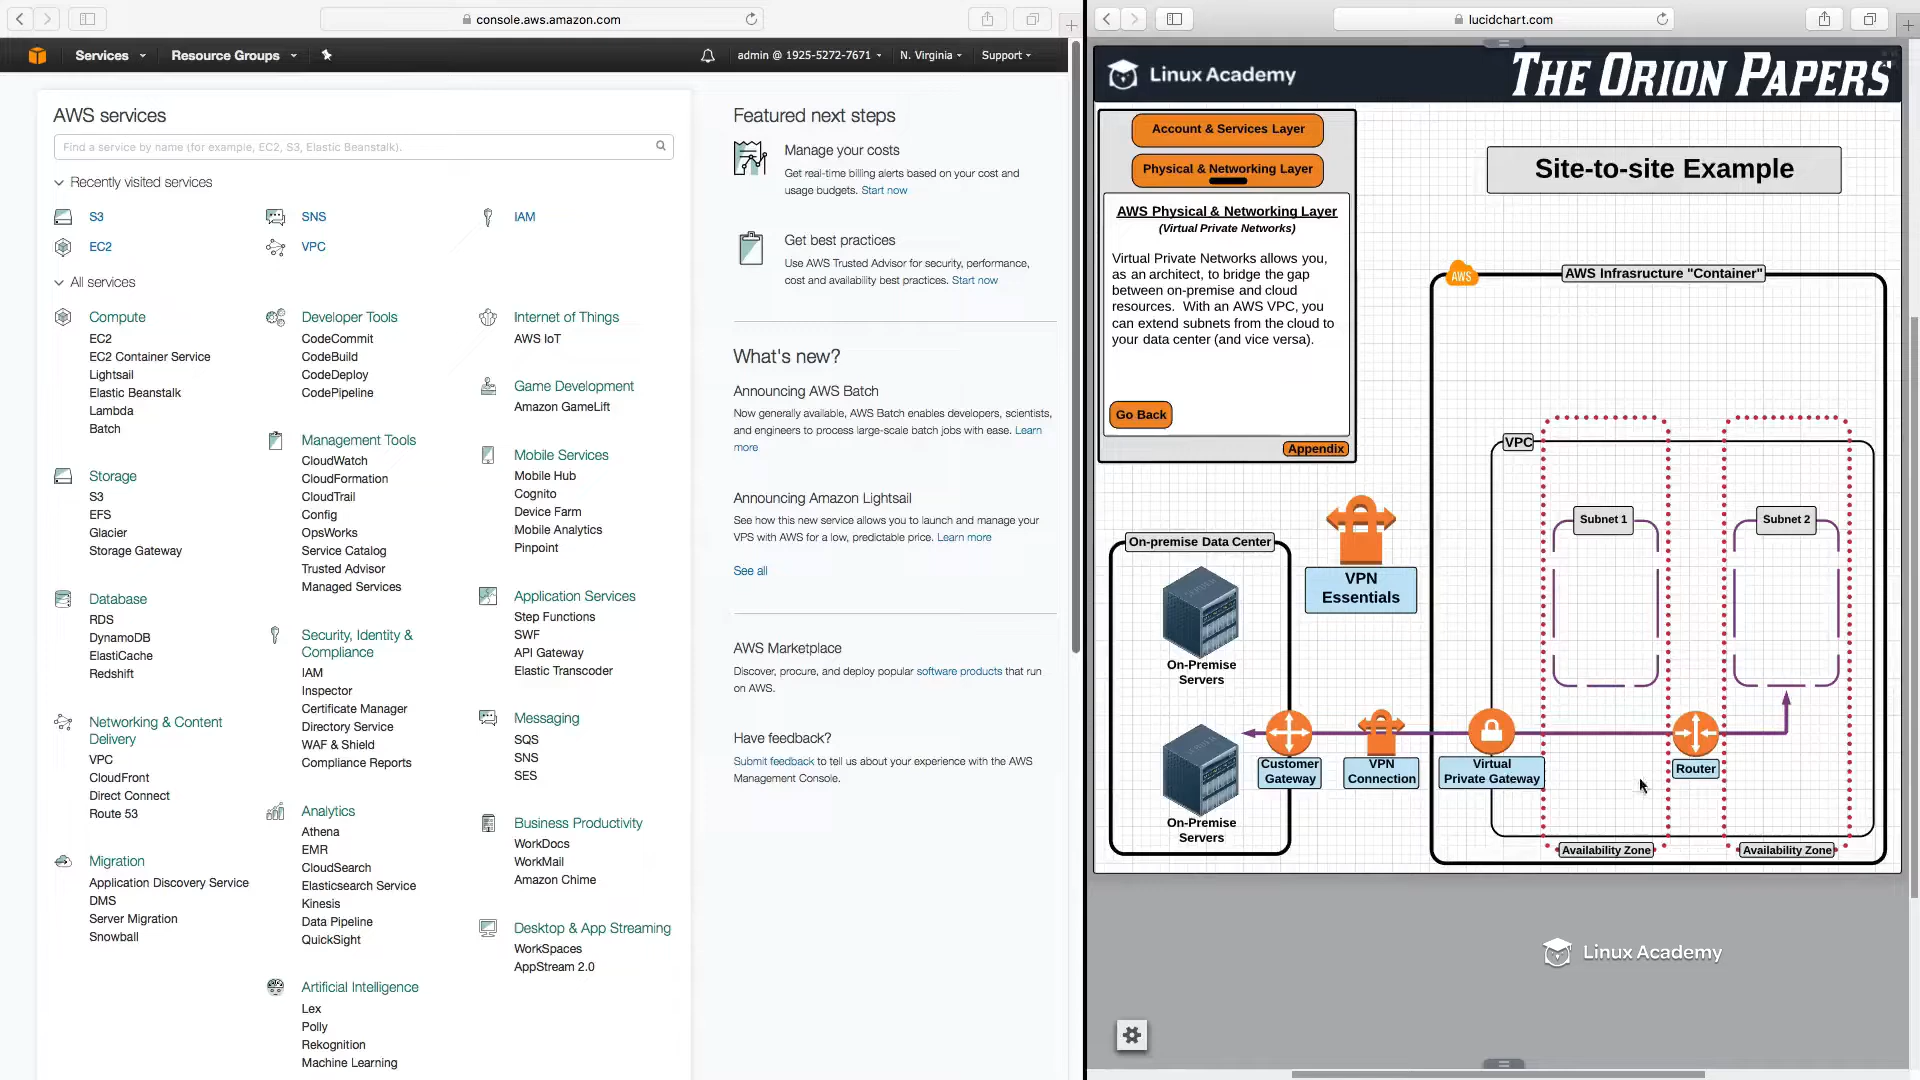 console.aws.amazon.com
Services
Resource Groups
admin @ 1925-5272-7671
N. Virginia
Support
AWS services
Find a service by name (for example, EC2, S3, Elastic Beanstalk).
Recently visited services
S3
SNS
IAM
EC2
VPC
All services
Compute
EC2
EC2 Container Service
Lightsail
Elastic Beanstalk
Lambda
Batch
Storage
S3
EFS
Glacier
Storage Gateway
Database
RDS
DynamoDB
ElastiCache
Redshift
Networking & Content
Delivery
VPC
CloudFront
Direct Connect
Route 53
Migration
Application Discovery Service
DMS
Server Migration
Snowball
Developer Tools
CodeCommit
CodeBuild
CodeDeploy
CodePipeline
Management Tools
CloudWatch
CloudFormation
CloudTrail
Config
OpsWorks
Service Catalog
Trusted Advisor
Managed Services
Security, Identity &
Compliance
IAM
Inspector
Certificate Manager
Directory Service
WAF & Shield
Compliance Reports
Analytics
Athena
EMR
CloudSearch
Elasticsearch Service
Kinesis
Data Pipeline
QuickSight
Artificial Intelligence
Lex
Polly
Rekognition
Machine Learning
Internet of Things
AWS IoT
Game Development
Amazon GameLift
Mobile Services
Mobile Hub
Cognito
Device Farm
Mobile Analytics
Pinpoint
Application Services
Step Functions
SWF
API Gateway
Elastic Transcoder
Messaging
SQS
SNS
SES
Business Productivity
WorkDocs
WorkMail
Amazon Chime
Desktop & App Streaming
WorkSpaces
AppStream 2.0
Featured next steps
Manage your costs
Get real-time billing alerts based on your cost and
usage budgets. Start now
Get best practices
Use AWS Trusted Advisor for security, performance,
cost and availability best practices. Start now
What's new?
Announcing AWS Batch
Now generally available, AWS Batch enables developers, scientists,
and engineers to process large-scale batch jobs with ease. Learn
more
Announcing Amazon Lightsail
See how this new service allows you to launch and manage your
VPS with AWS for a low, predictable price. Learn more
See all
AWS Marketplace
Discover, procure, and deploy popular software products that run
on AWS.
Have feedback?
Submit feedback to tell us about your experience with the AWS
Management Console.
lucidchart.com
Linux Academy
THE ORION PAPERS
Account & Services Layer
Physical & Networking Layer
AWS Physical & Networking Layer
(Virtual Private Networks)
Virtual Private Networks allows you,
as an architect, to bridge the gap
between on-premise and cloud
resources. With an AWS VPC, you
can extend subnets from the cloud to
your data center (and vice versa).
Go Back
Appendix
Site-to-site Example
AWS
AWS Infrasructure "Container"
VPC
Subnet 1
Subnet 2
On-premise Data Center
VPN
Essentials
On-Premise
Servers
On-Premise
Servers
Customer
Gateway
VPN
Connection
Virtual
Private Gateway
Router
Availability Zone
Availability Zone
Linux Academy